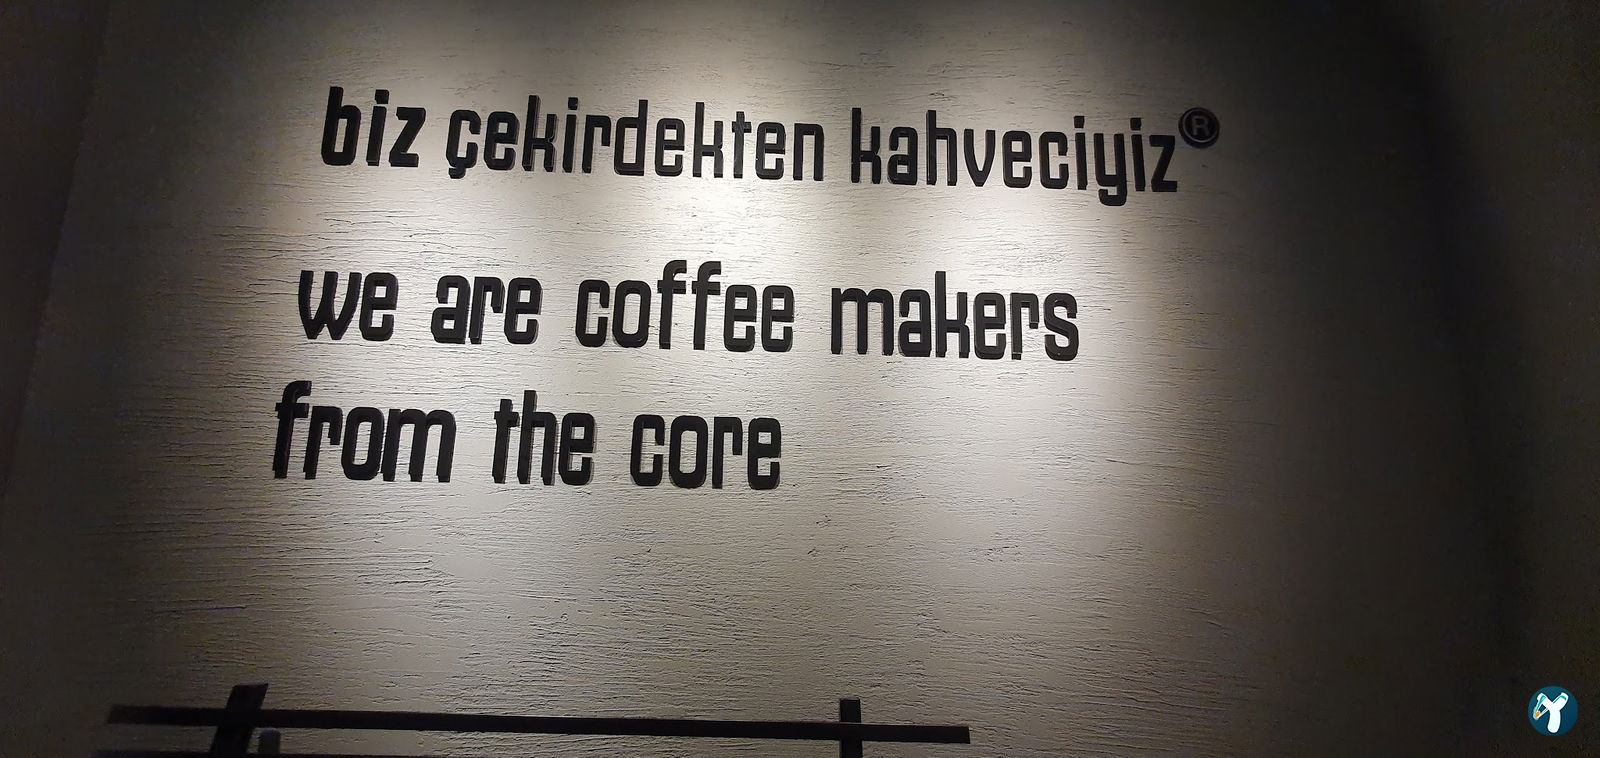 biz çekirdekten kahveciyiz®
we are coffee makers
from the core